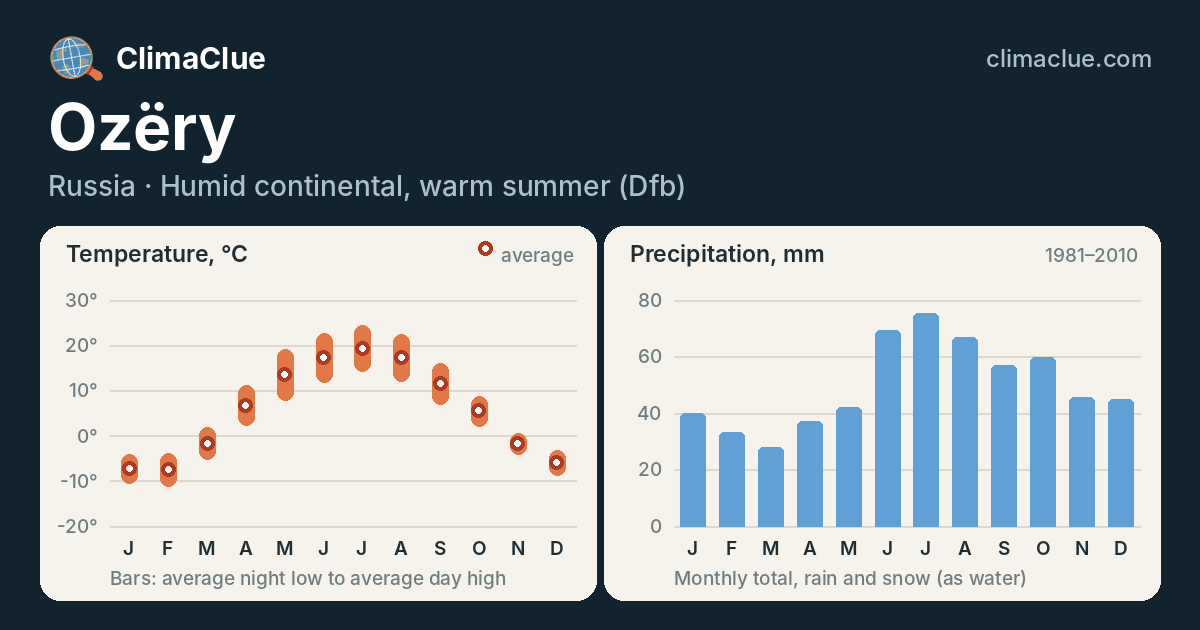 ClimaClue
climaclue.com
Ozëry
Russia · Humid continental, warm summer (Dfb)
Temperature, °C
average
30°
20°
10°
0°
-10°
-20°
J F M A M J J A S O N D
Bars: average night low to average day high
Precipitation, mm
1981–2010
80
60
40
20
0
J F M A M J J A S O N D
Monthly total, rain and snow (as water)